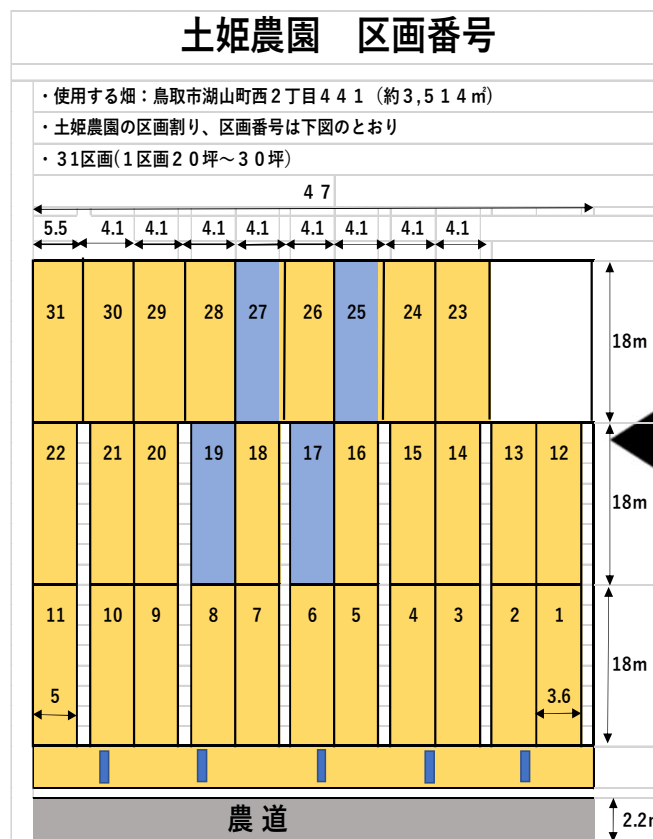 土姫農園 区画番号
・使用する畑：鳥取市湖山町西２丁目４４１（約3,５１４㎡）
・土姫農園の区画割り、区画番号は下図のとおり
・31区画(１区画２０坪～３０坪)
４７
5.5 4.1 4.1 4.1 4.1 4.1 4.1 4.1 4.1
31 30 29 28 27 26 25 24 23
18m
22 21 20 19 18 17 16 15 14 13 12
18m
11 10 9 8 7 6 5 4 3 2 1
18m
5 3.6
農道
2.2